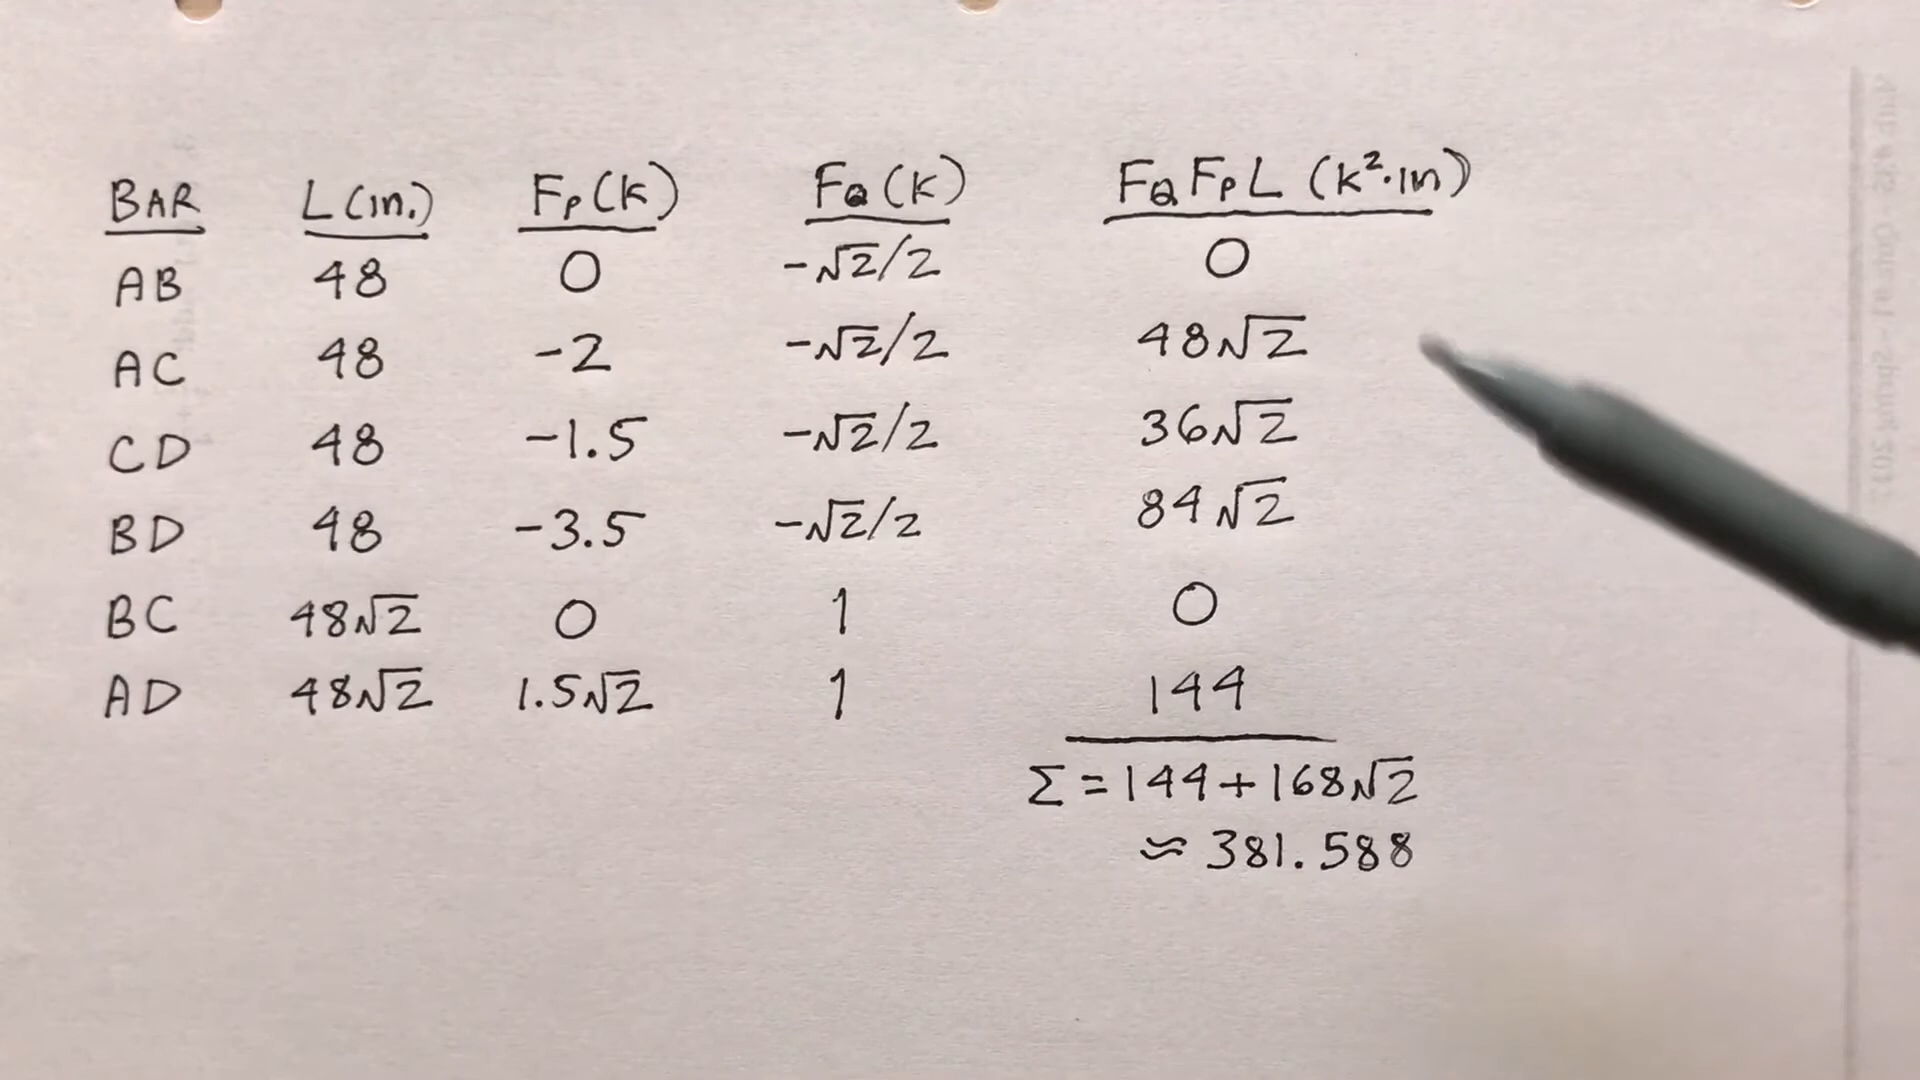 BAR L (in.) Fp (k) FQ (k) FQ Fp L (k²·in)
AB 48 0 -√2/2 0
AC 48 -2 -√2/2 48√2
CD 48 -1.5 -√2/2 36√2
BD 48 -3.5 -√2/2 84√2
BC 48√2 0 1 0
AD 48√2 1.5√2 1 144
Σ = 144 + 168√2
≈ 381.588